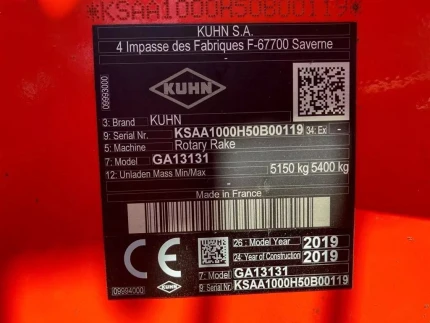 *KSAA1000H50B00119*
KUHN S.A.
4 Impasse des Fabriques F-67700 Saverne
09993000
KUHN
3: Brand KUHN
9: Serial Nr. KSAA1000H50B00119 34: Ex -
5: Machine Rotary Rake
7: Model GA13131
12: Unladen Mass Min/Max 5150 kg 5400 kg
-
Made in France
CE
26: Model Year 2019
24: Year of Construction 2019
7: Model GA13131
09994000
KUHN
9: Serial Nr. KSAA1000H50B00119